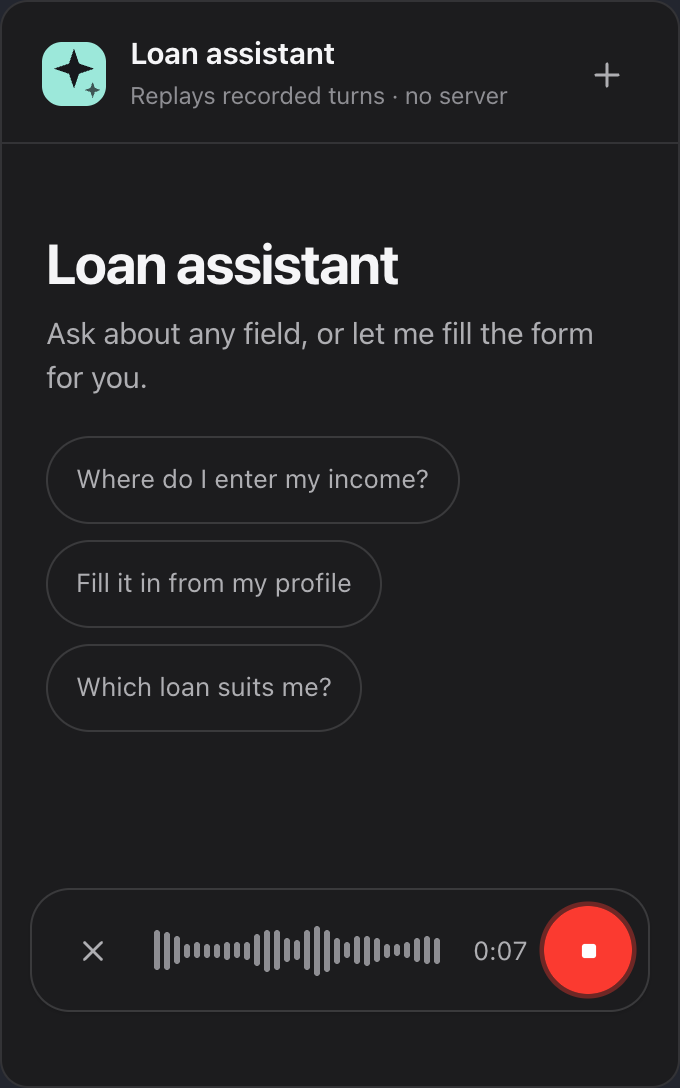 Loan assistant
Replays recorded turns · no server
Loan assistant
Ask about any field, or let me fill the form
for you.
Where do I enter my income?
Fill it in from my profile
Which loan suits me?
0:07